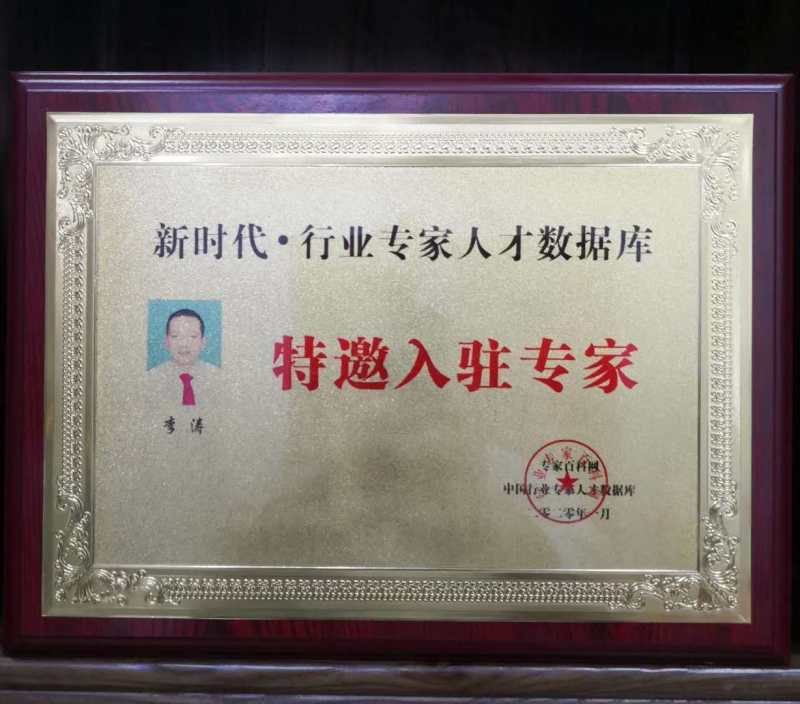 新时代·行业专家人才数据库
特邀入驻专家
李涛
专家百科网
中国行业专家人才数据库
二零二零年一月